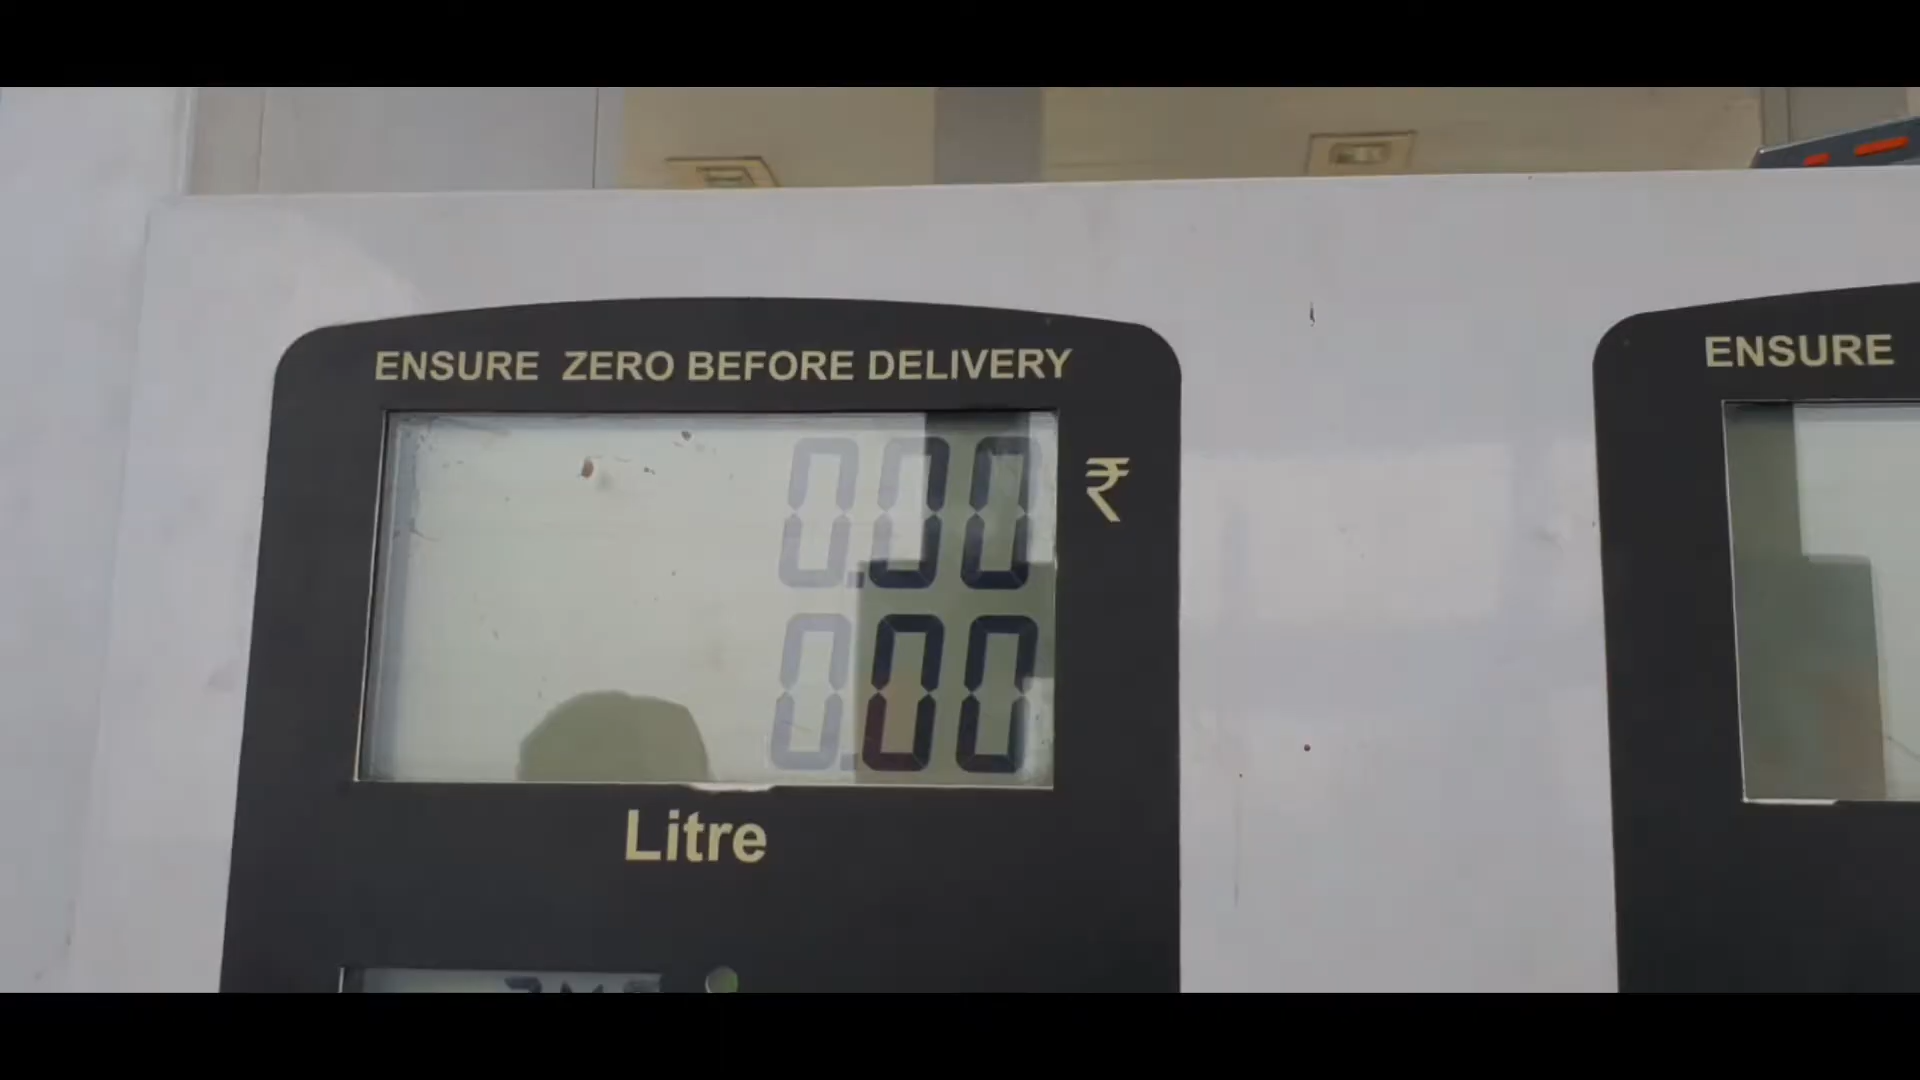 ENSURE ZERO BEFORE DELIVERY
0.00 ₹
0.00
Litre
ENSURE